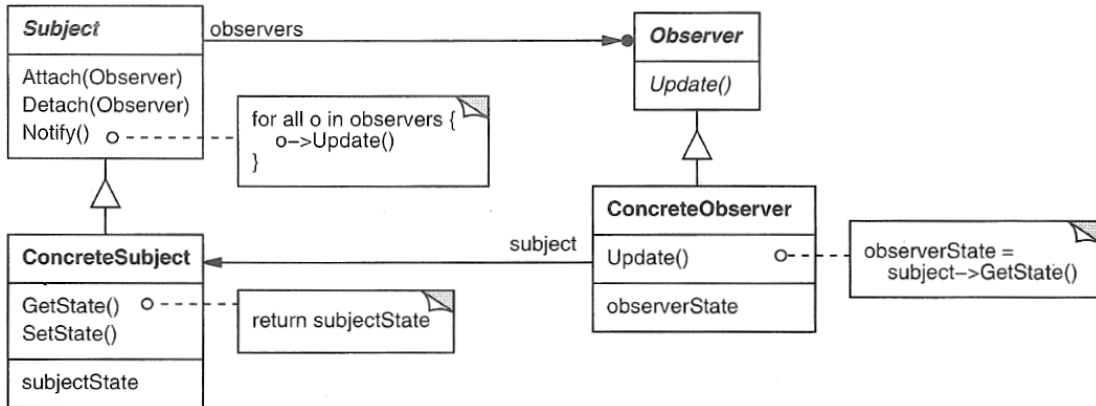 Subject
observers
Observer
Attach(Observer)
Detach(Observer)
Notify()
Update()
for all o in observers {
o->Update()
}
ConcreteObserver
ConcreteSubject
subject
Update()
observerState =
subject->GetState()
GetState()
SetState()
return subjectState
observerState
subjectState